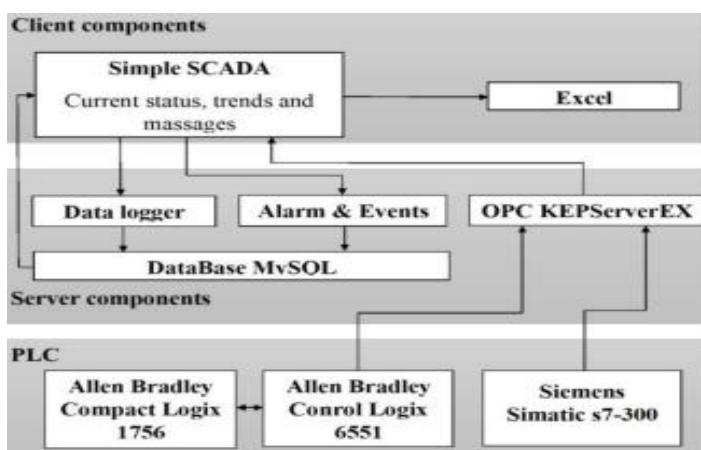 Client components
Simple SCADA
Current status, trends and
massages
Excel
Data logger
Alarm & Events
OPC KEPServerEX
DataBase MySQL
Server components
PLC
Allen Bradley
Compact Logix
1756
Allen Bradley
Conrol Logix
6551
Siemens
Simatic s7-300